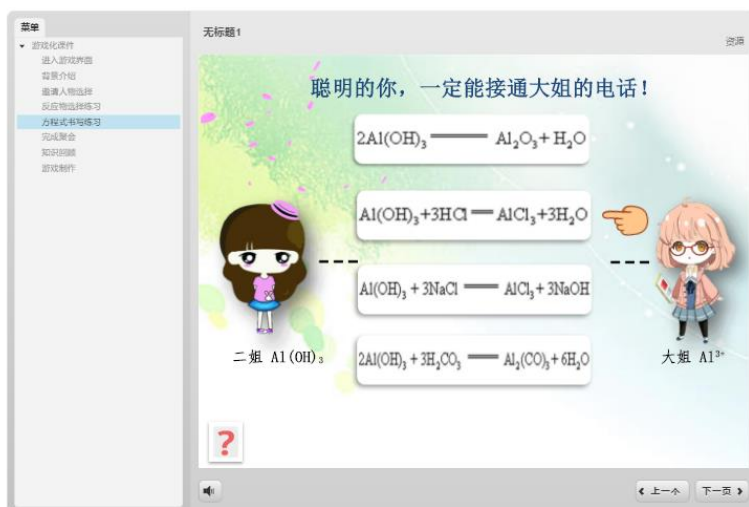 菜单
游戏化课件
进入游戏界面
背景介绍
邀请人物选择
反应物选择练习
方程式书写练习
完成聚会
知识回顾
游戏制作
无标题1
资源
聪明的你，一定能接通大姐的电话！
2Al(OH)₃ ══ Al₂O₃+H₂O
Al(OH)₃+3HCl ══ AlCl₃+3H₂O
Al(OH)₃ + 3NaCl ══ AlCl₃ + 3NaOH
2Al(OH)₃ + 3H₂CO₃ ══ Al₂(CO)₃ + 6H₂O
二姐 Al(OH)₃
大姐 Al³⁺
?
上一个
下一页